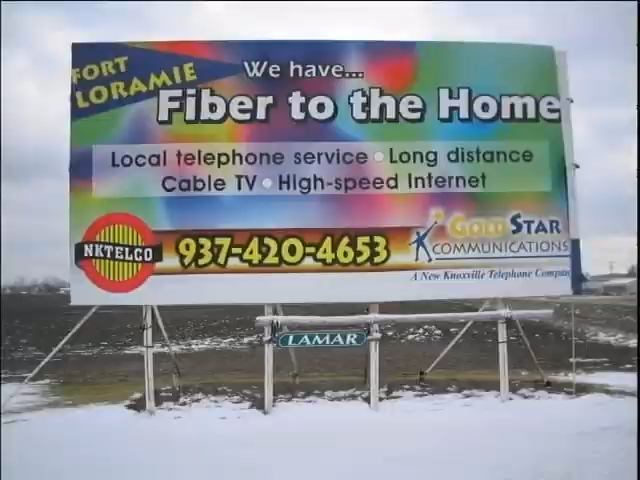 FORT
LORAMIE
We have...
Fiber to the Home
Local telephone service • Long distance
Cable TV • High-speed Internet
NKTELCO
937-420-4653
GOLD STAR
COMMUNICATIONS
A New Knoxville Telephone Company
LAMAR